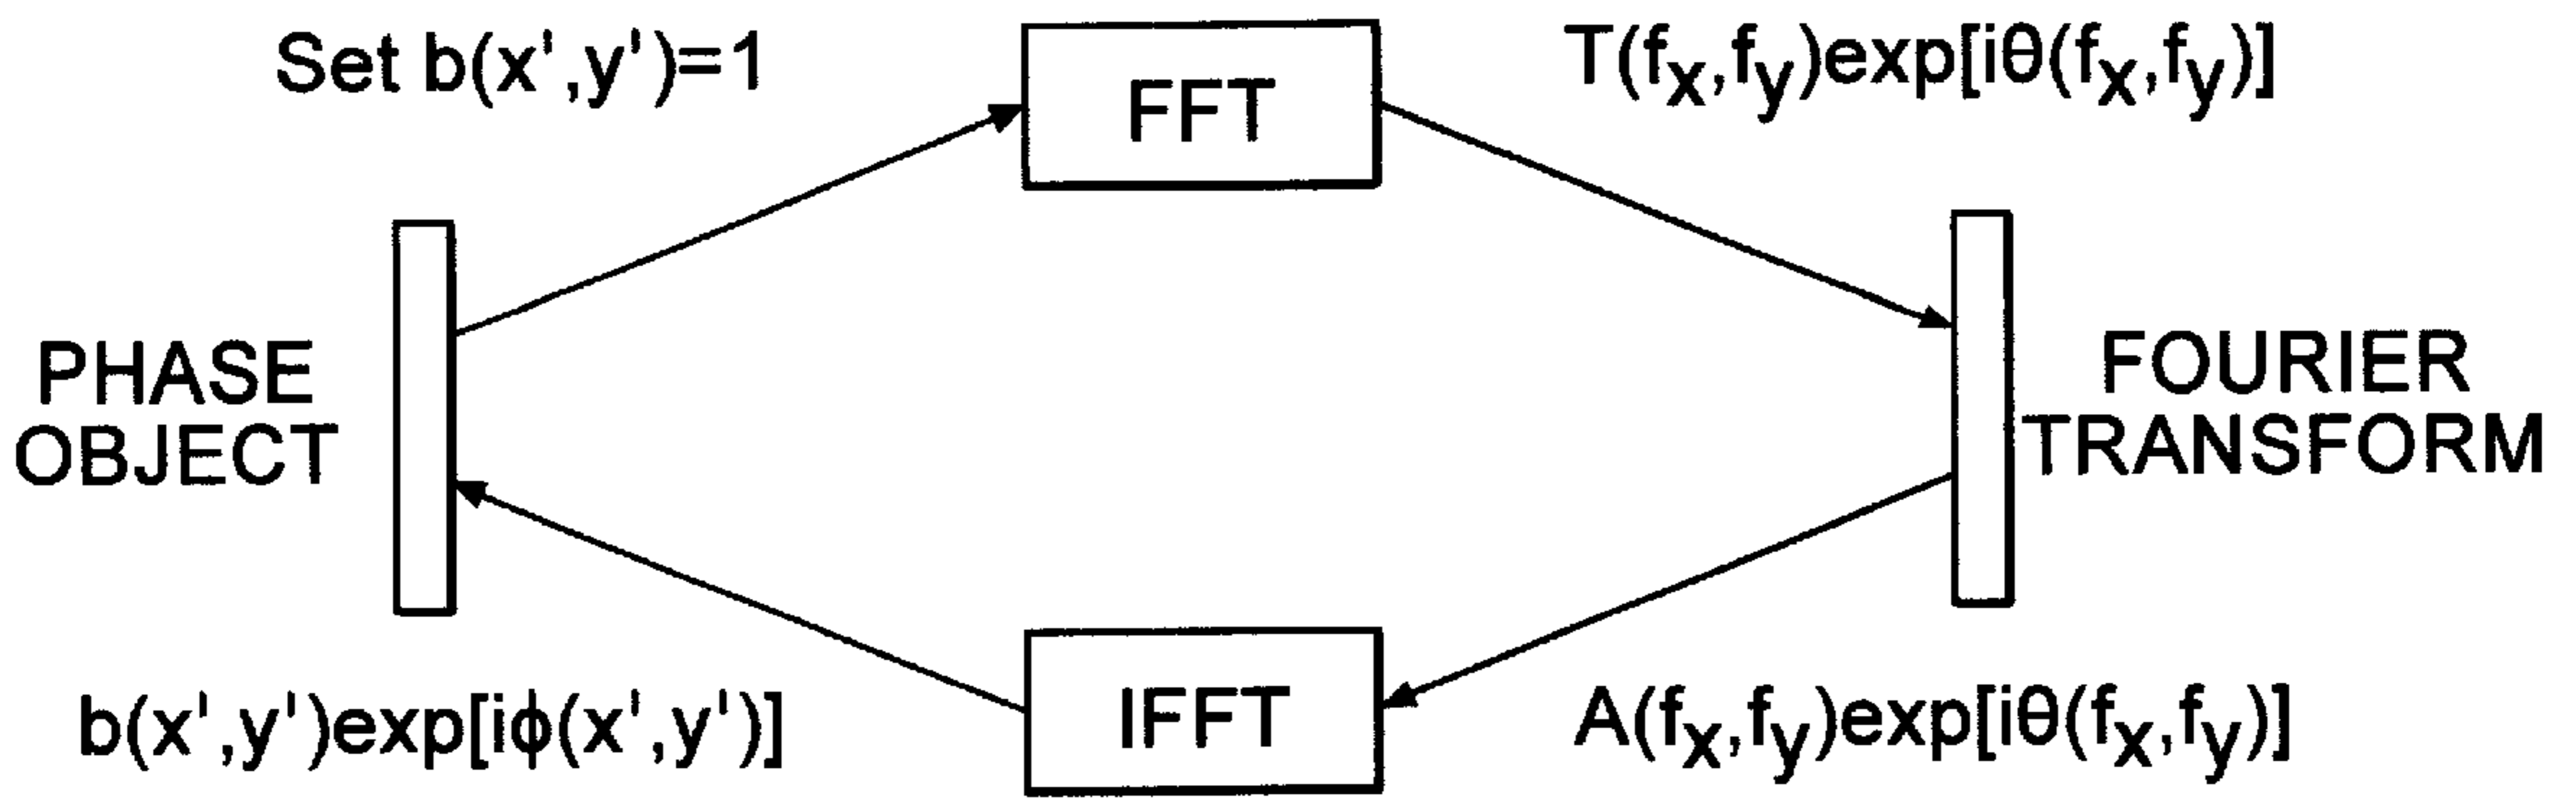 Set b(x',y')=1
FFT
T(fx,fy)exp[iθ(fx,fy)]
PHASE
OBJECT
FOURIER
TRANSFORM
b(x',y')exp[iϕ(x',y')]
IFFT
A(fx,fy)exp[iθ(fx,fy)]